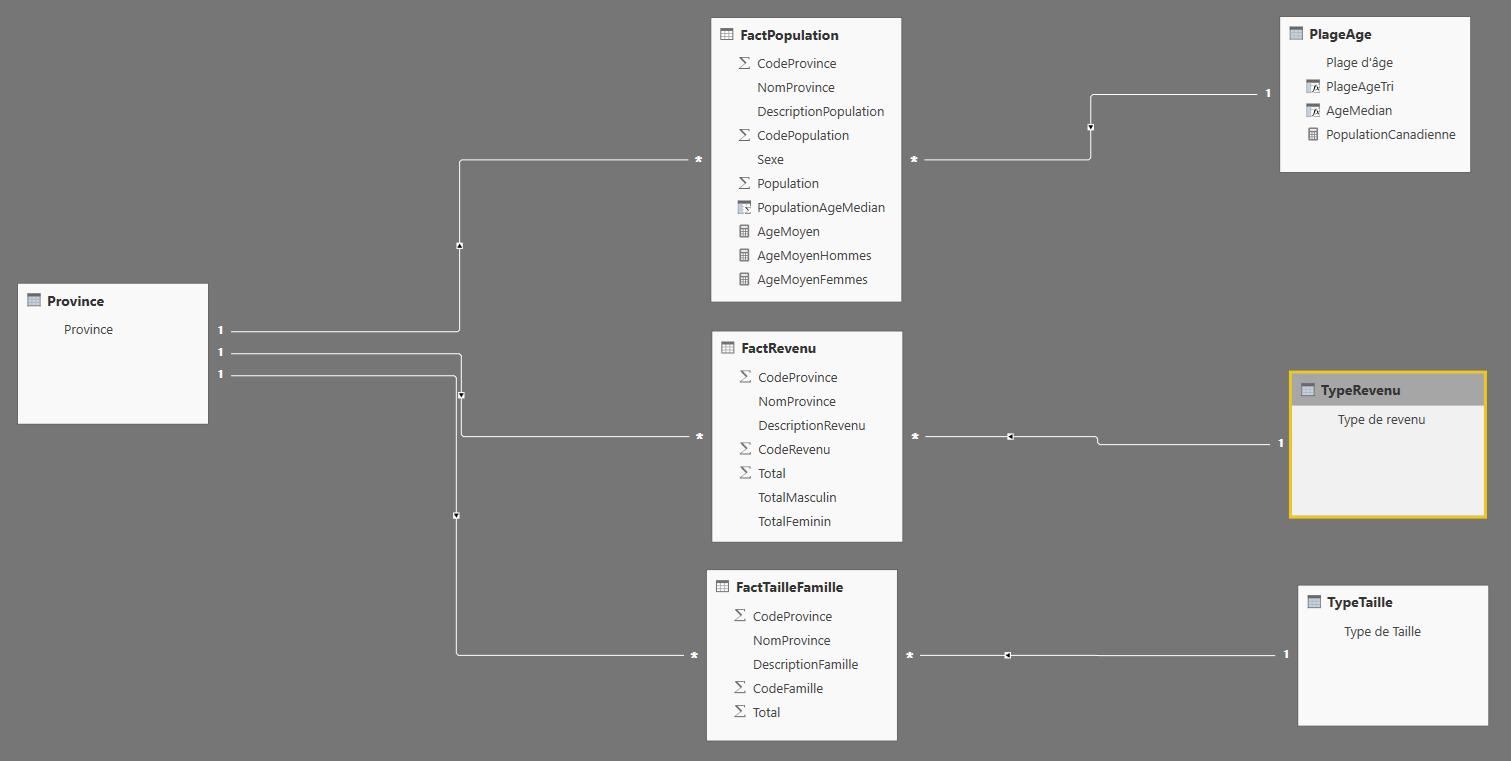 Province
Province
1
1
1
*
*
*
FactPopulation
CodeProvince
NomProvince
DescriptionPopulation
CodePopulation
Sexe
Population
PopulationAgeMedian
AgeMoyen
AgeMoyenHommes
AgeMoyenFemmes
FactRevenu
CodeProvince
NomProvince
DescriptionRevenu
CodeRevenu
Total
TotalMasculin
TotalFeminin
FactTailleFamille
CodeProvince
NomProvince
DescriptionFamille
CodeFamille
Total
*
*
*
1
1
1
PlageAge
Plage d'âge
PlageAgeTri
AgeMedian
PopulationCanadienne
TypeRevenu
Type de revenu
TypeTaille
Type de Taille